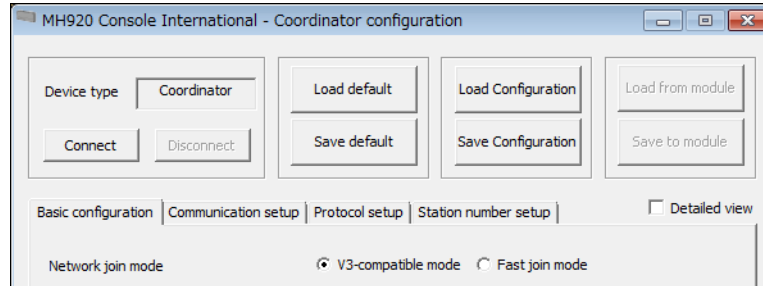 MH920 Console International - Coordinator configuration
Device type Coordinator Load default Load Configuration Load from module
Connect Disconnect Save default Save Configuration Save to module
Basic configuration Communication setup Protocol setup Station number setup Detailed view
Network join mode V3-compatible mode Fast join mode